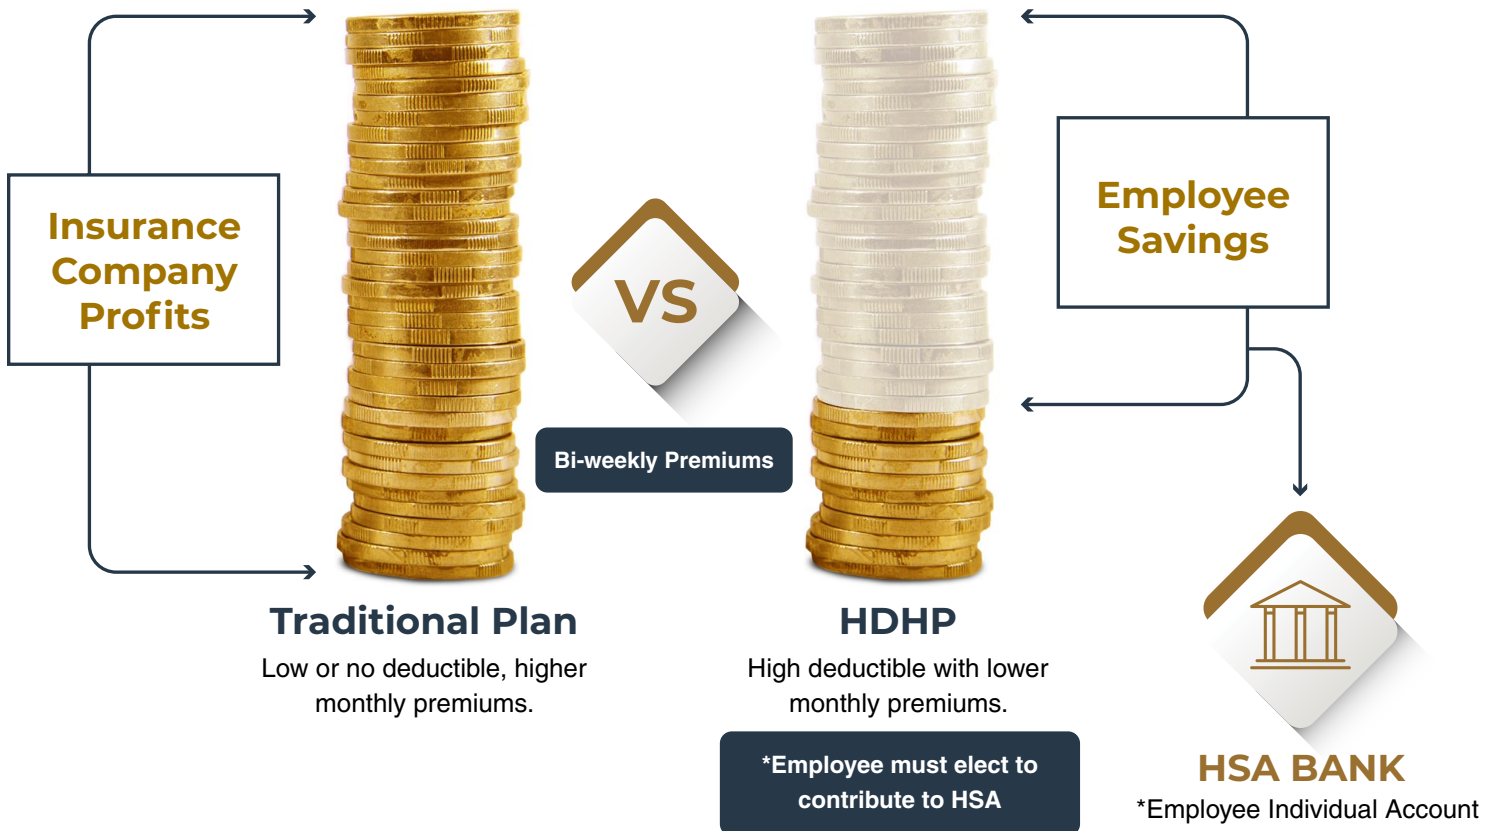 Insurance
Company
Profits
VS
Bi-weekly Premiums
Employee
Savings
Traditional Plan
Low or no deductible, higher
monthly premiums.
HDHP
High deductible with lower
monthly premiums.
*Employee must elect to
contribute to HSA
HSA BANK
*Employee Individual Account